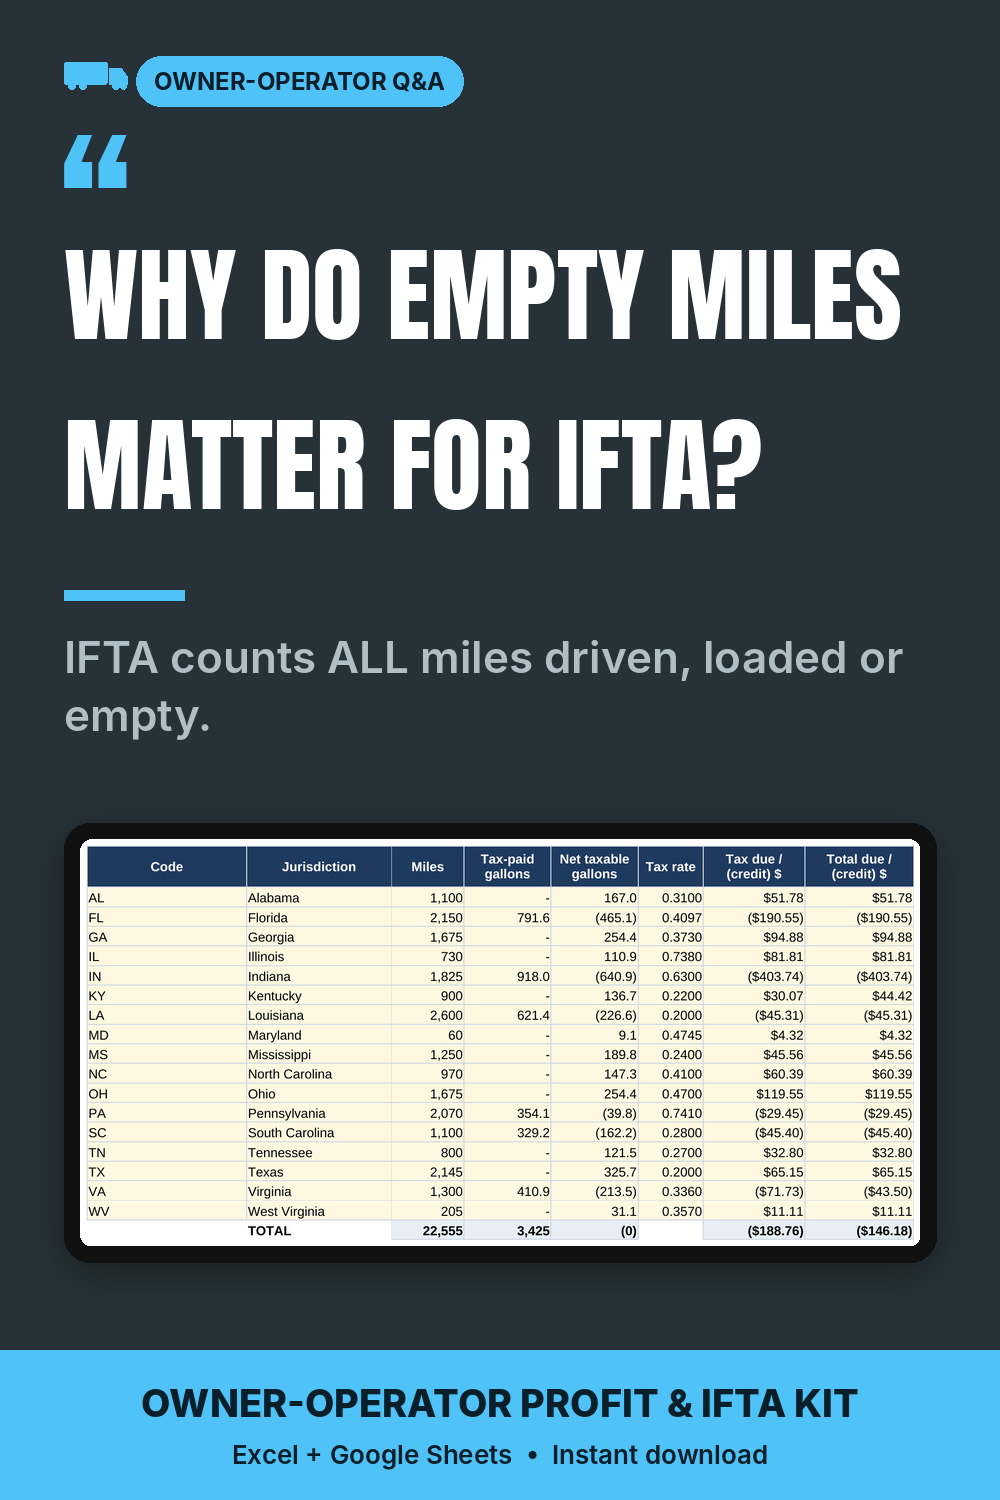 OWNER-OPERATOR Q&A
“
WHY DO EMPTY MILES
MATTER FOR IFTA?
IFTA counts ALL miles driven, loaded or
empty.
Code Jurisdiction Miles Tax-paid gallons Net taxable gallons Tax rate Tax due / (credit) $ Total due / (credit) $
AL Alabama 1,100 - 167.0 0.3100 $51.78 $51.78
FL Florida 2,150 791.6 (465.1) 0.4097 ($190.55) ($190.55)
GA Georgia 1,675 - 254.4 0.3730 $94.88 $94.88
IL Illinois 730 - 110.9 0.7380 $81.81 $81.81
IN Indiana 1,825 918.0 (640.9) 0.6300 ($403.74) ($403.74)
KY Kentucky 900 - 136.7 0.2200 $30.07 $44.42
LA Louisiana 2,600 621.4 (226.6) 0.2000 ($45.31) ($45.31)
MD Maryland 60 - 9.1 0.4745 $4.32 $4.32
MS Mississippi 1,250 - 189.8 0.2400 $45.56 $45.56
NC North Carolina 970 - 147.3 0.4100 $60.39 $60.39
OH Ohio 1,675 - 254.4 0.4700 $119.55 $119.55
PA Pennsylvania 2,070 354.1 (39.8) 0.7410 ($29.45) ($29.45)
SC South Carolina 1,100 329.2 (162.2) 0.2800 ($45.40) ($45.40)
TN Tennessee 800 - 121.5 0.2700 $32.80 $32.80
TX Texas 2,145 - 325.7 0.2000 $65.15 $65.15
VA Virginia 1,300 410.9 (213.5) 0.3360 ($71.73) ($43.50)
WV West Virginia 205 - 31.1 0.3570 $11.11 $11.11
TOTAL 22,555 3,425 (0) ($188.76) ($146.18)
OWNER-OPERATOR PROFIT & IFTA KIT
Excel + Google Sheets • Instant download